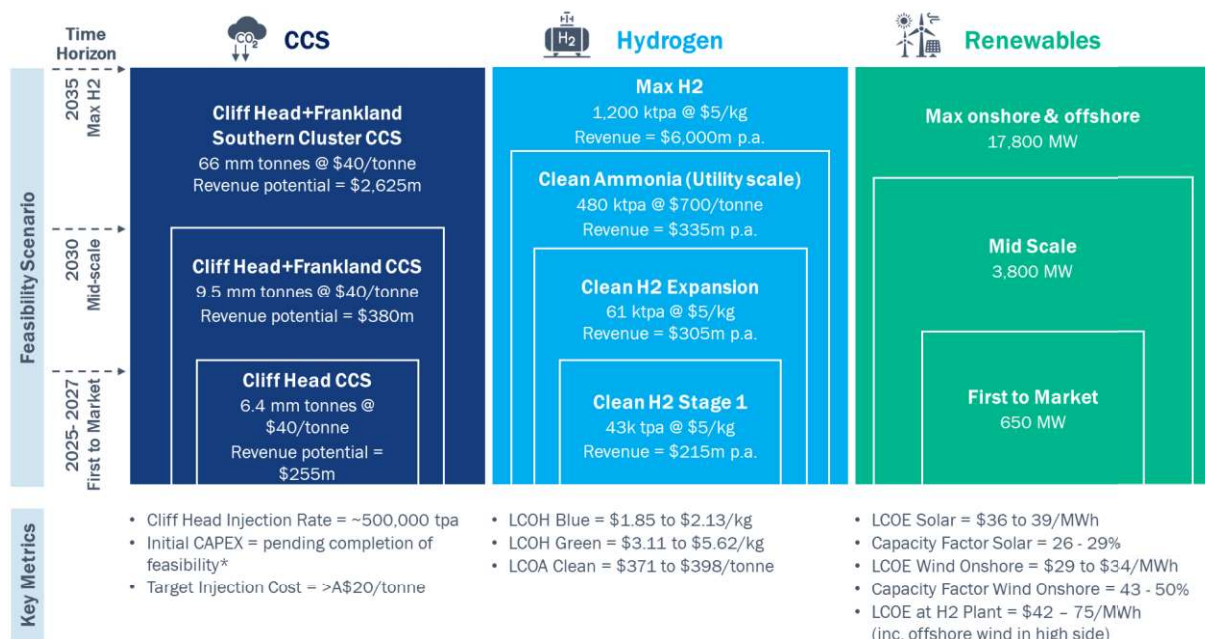 Time
Horizon
CO₂
CCS
H₂
Hydrogen
Renewables
Feasibility Scenario
2035
Max H2
2030
Mid-scale
2025- 2027
First to Market
Cliff Head+Frankland
Southern Cluster CCS
66 mm tonnes @ $40/tonne
Revenue potential = $2,625m
Cliff Head+Frankland CCS
9.5 mm tonnes @ $40/tonne
Revenue potential = $380m
Cliff Head CCS
6.4 mm tonnes @
$40/tonne
Revenue potential =
$255m
Max H2
1,200 ktpa @ $5/kg
Revenue = $6,000m p.a.
Clean Ammonia (Utility scale)
480 ktpa @ $700/tonne
Revenue = $335m p.a.
Clean H2 Expansion
61 ktpa @ $5/kg
Revenue = $305m p.a.
Clean H2 Stage 1
43k tpa @ $5/kg
Revenue = $215m p.a.
Max onshore & offshore
17,800 MW
Mid Scale
3,800 MW
First to Market
650 MW
Key Metrics
• Cliff Head Injection Rate = ~500,000 tpa
• Initial CAPEX = pending completion of
feasibility*
• Target Injection Cost = >A$20/tonne
• LCOH Blue = $1.85 to $2.13/kg
• LCOH Green = $3.11 to $5.62/kg
• LCOA Clean = $371 to $398/tonne
• LCOE Solar = $36 to 39/MWh
• Capacity Factor Solar = 26 - 29%
• LCOE Wind Onshore = $29 to $34/MWh
• Capacity Factor Wind Onshore = 43 - 50%
• LCOE at H2 Plant = $42 – 75/MWh
(inc. offshore wind in high side)